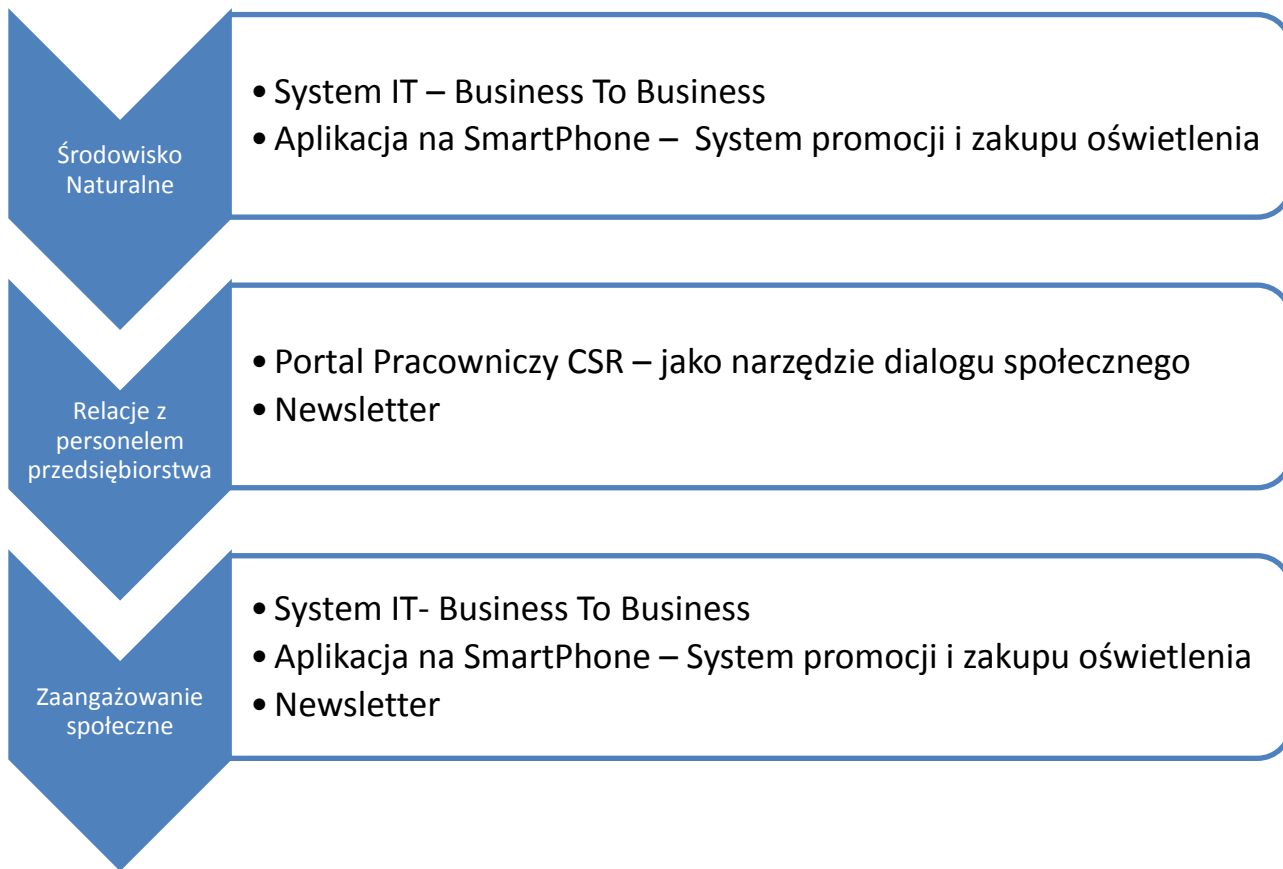 Środowisko
Naturalne
• System IT – Business To Business
• Aplikacja na SmartPhone – System promocji i zakupu oświetlenia
Relacje z
personelem
przedsiębiorstwa
• Portal Pracowniczy CSR – jako narzędzie dialogu społecznego
• Newsletter
Zaangażowanie
społeczne
• System IT- Business To Business
• Aplikacja na SmartPhone – System promocji i zakupu oświetlenia
• Newsletter